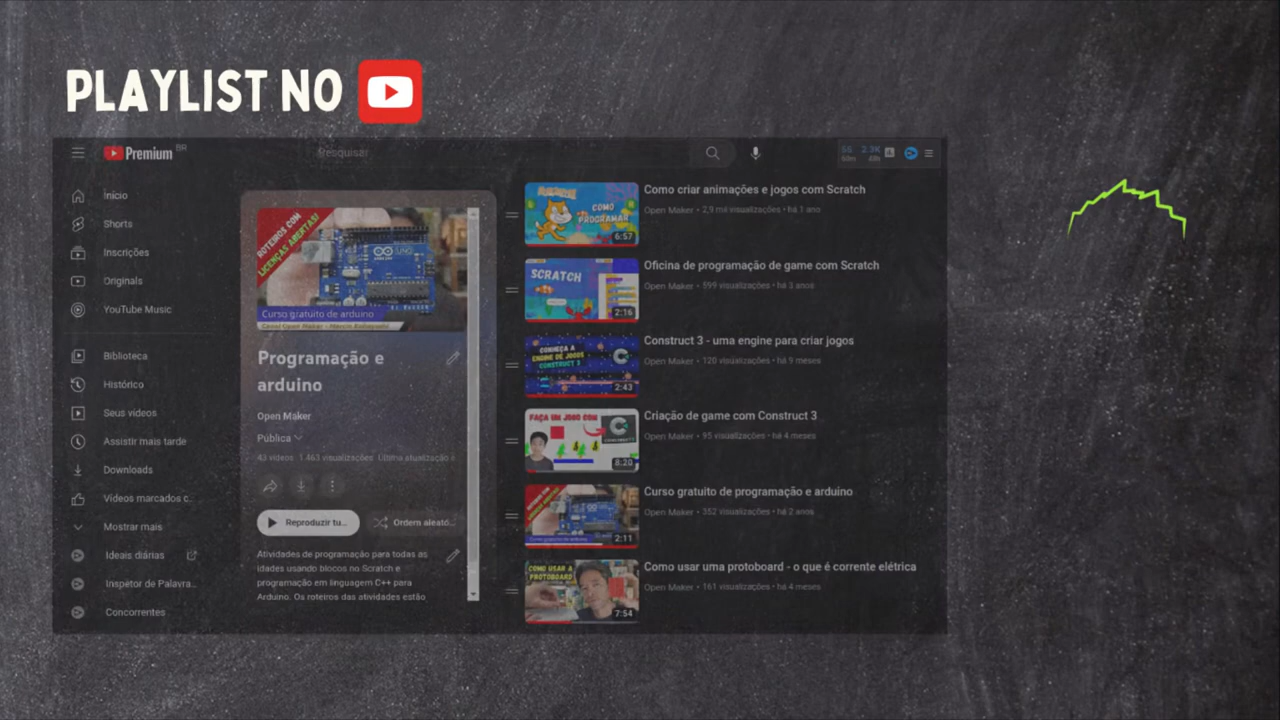 PLAYLIST NO
Premium BR
Pesquisar
Início
Shorts
Inscrições
Originals
YouTube Music
Biblioteca
Histórico
Seus vídeos
Assistir mais tarde
Downloads
Vídeos marcados c...
Mostrar mais
Ideais diárias
Inspetor de Palavra...
Concorrentes
ROTEIROS COM
LICENÇAS ABERTAS!
UNO
Curso gratuito de arduino
Programação e
arduino
Open Maker
Pública
43 vídeos 1.463 visualizações Última atualização e
Reproduzir tu...
Ordem aleató...
Atividades de programação para todas as
idades usando blocos no Scratch e
programação em linguagem C++ para
Arduino. Os roteiros das atividades estão
COMO
PROGRAMAR
6:57
Como criar animações e jogos com Scratch
Open Maker • 2,9 mil visualizações • há 1 ano
SCRATCH
2:16
Oficina de programação de game com Scratch
Open Maker • 599 visualizações • há 3 anos
CONHEÇA A
ENGINE DE JOGOS
CONSTRUCT 3
2:43
Construct 3 - uma engine para criar jogos
Open Maker • 120 visualizações • há 9 meses
FAÇA UM JOGO COM
8:20
Criação de game com Construct 3
Open Maker • 95 visualizações • há 4 meses
2:11
Curso gratuito de programação e arduino
Open Maker • 352 visualizações • há 2 anos
COMO USAR A
PROTOBOARD
7:54
Como usar uma protoboard - o que é corrente elétrica
Open Maker • 161 visualizações • há 4 meses